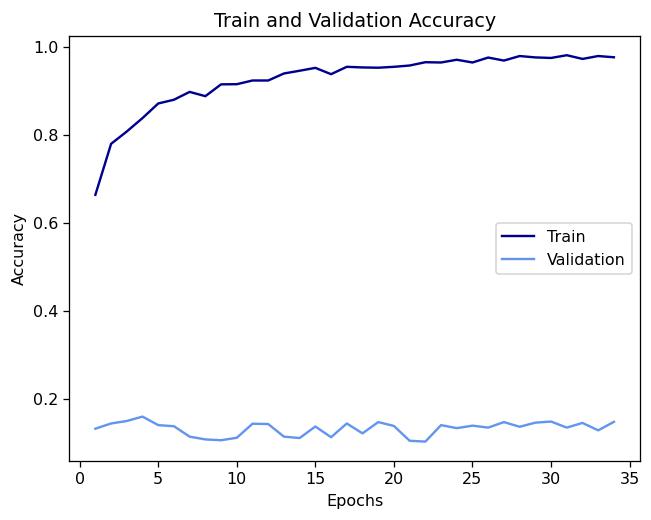 Train and Validation Accuracy
1.0
0.8
0.6
0.4
0.2
Accuracy
Train
Validation
0 5 10 15 20 25 30 35
Epochs